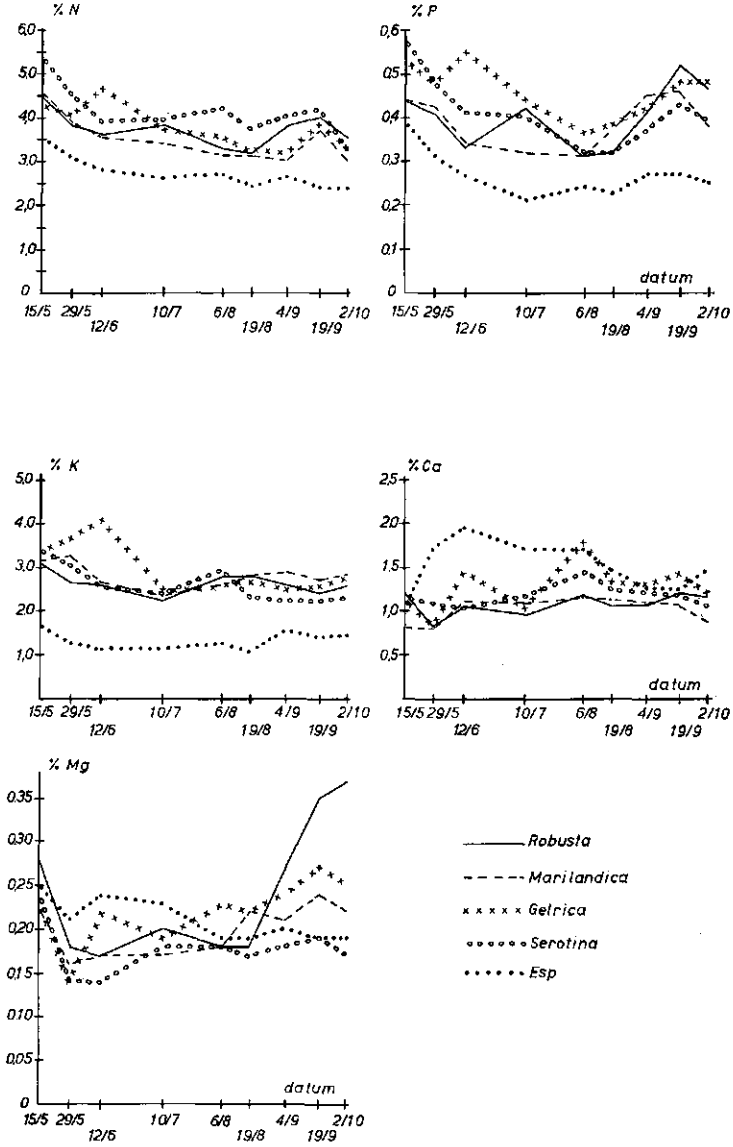 % N
6,0
5,0
4,0
3,0
2,0
1,0
0
15/5 29/5 10/7 6/8 4/9 2/10
12/6 19/8 19/9
% P
0,6
0,5
0,4
0,3
0,2
0,1
0
datum
15/5 29/5 10/7 6/8 4/9 2/10
12/6 19/8 19/9
% K
5,0
4,0
3,0
2,0
1,0
15/5 29/5 10/7 6/8 4/9 2/10
12/6 19/8 19/9
% Ca
2,5
2,0
1,5
1,0
0,5
datum
15/5 29/5 10/7 6/8 4/9 2/10
12/6 19/8 19/9
% Mg
0,35
0,30
0,25
0,20
0,15
0,10
0,05
0
datum
15/5 29/5 10/7 6/8 4/9 2/10
12/6 19/8 19/9
Robusta
Marilandica
Gelrica
Serotina
Esp